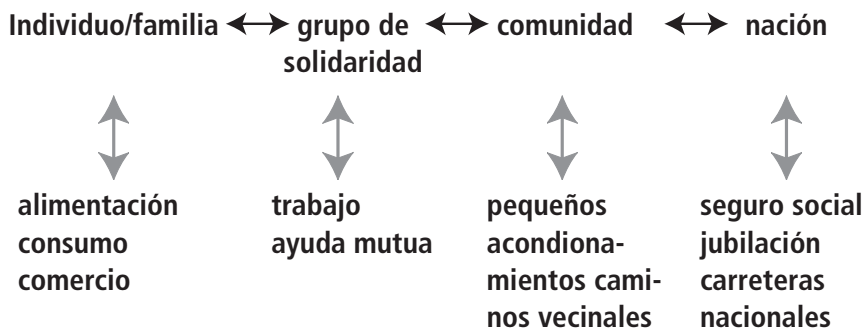 Individuo/familia grupo de solidaridad comunidad nación
alimentación
consumo
comercio
trabajo
ayuda mutua
pequeños
acondiona-
mientos cami-
nos vecinales
seguro social
jubilación
carreteras
nacionales